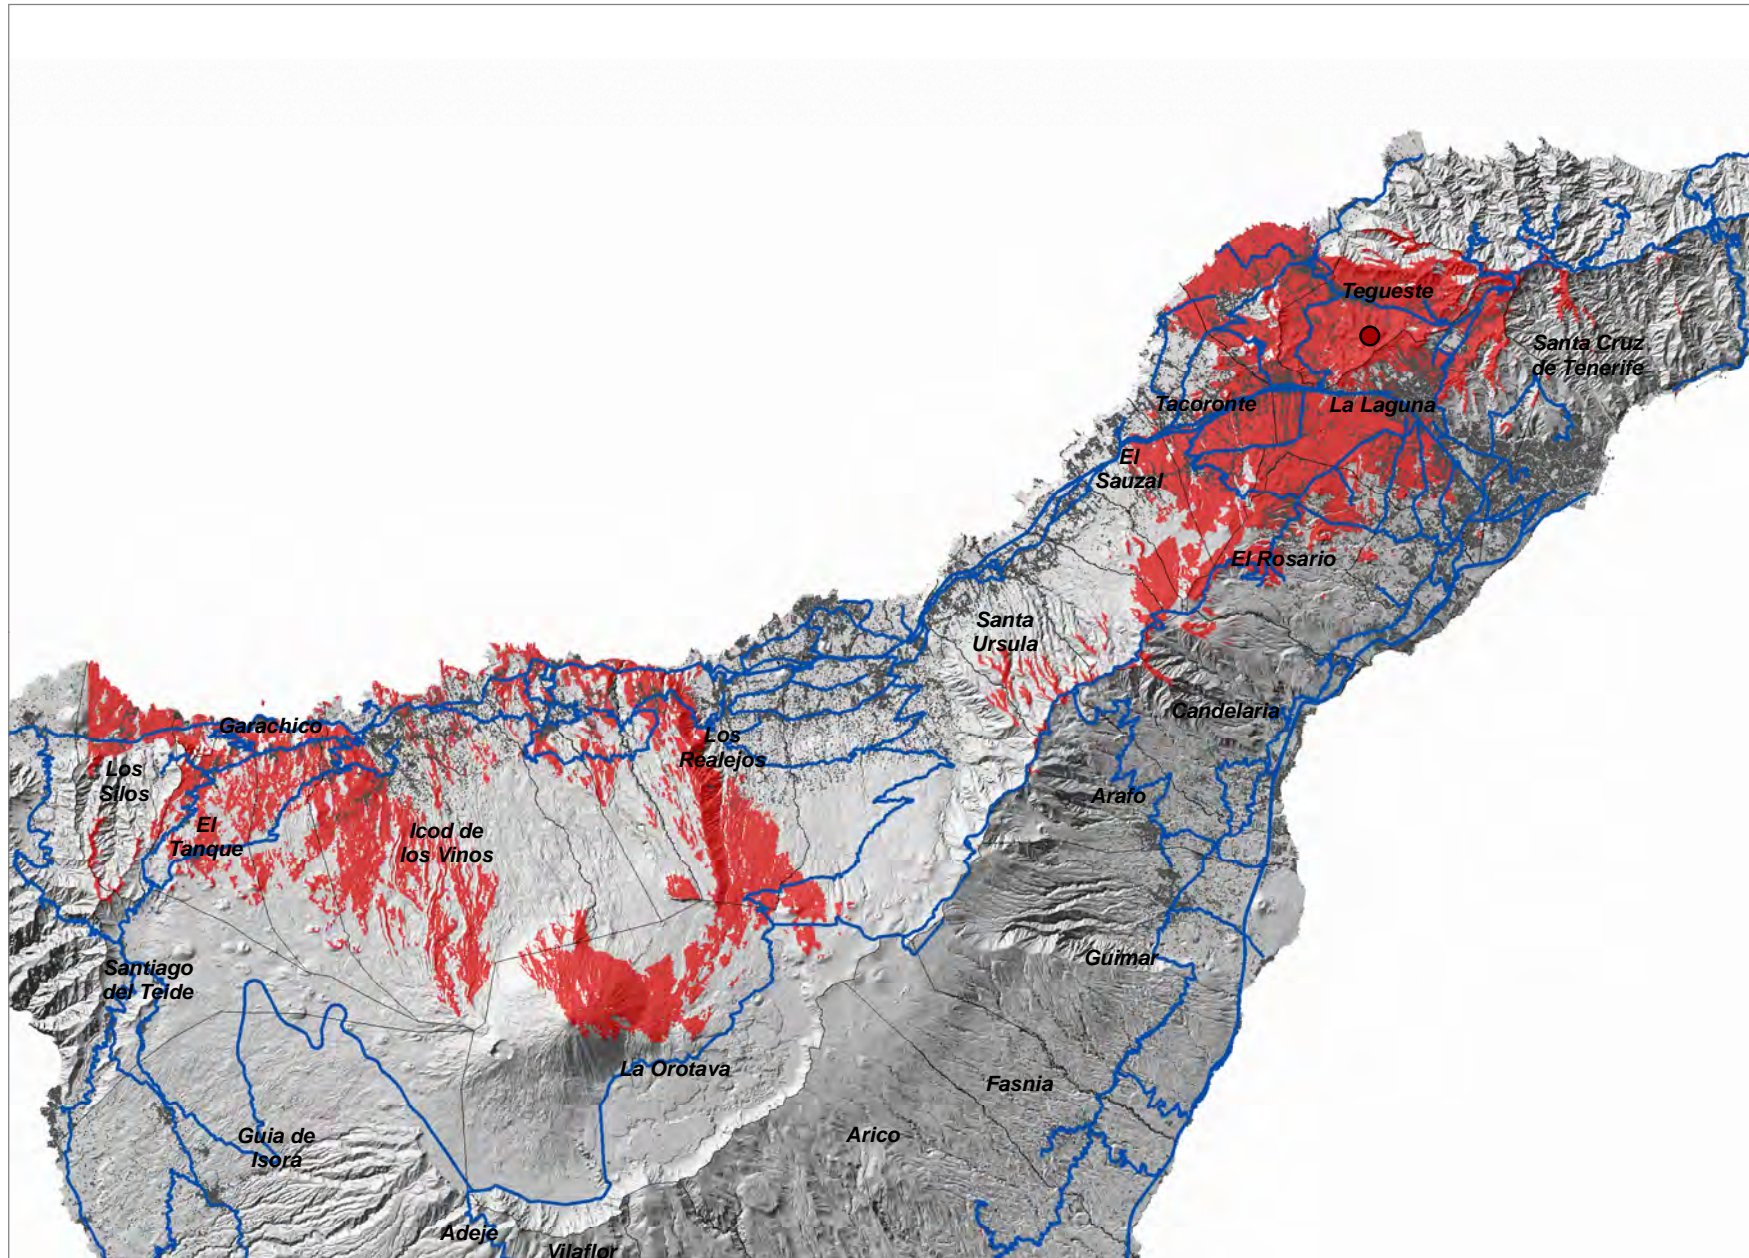 Tegueste
Santa Cruz
de Tenerife
Tacoronte
La Laguna
El
Sauzal
El Rosario
Santa
Ursula
Candelaria
Garachico
Los
Realejos
Los
Silos
Arafo
El
Tanque
Icod de
los Vinos
Guimar
Santiago
del Teide
La Orotava
Fasnia
Guia de
Isora
Arico
Adeje
Vilaflor